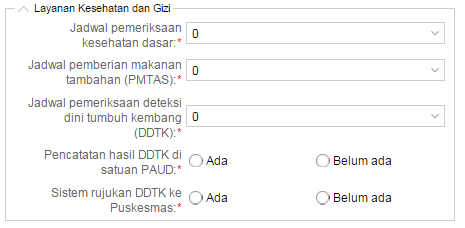 Layanan Kesehatan dan Gizi
Jadwal pemeriksaan
kesehatan dasar:*
0
Jadwal pemberian makanan
tambahan (PMTAS):*
0
Jadwal pemeriksaan deteksi
dini tumbuh kembang
(DDTK):*
0
Pencatatan hasil DDTK di
satuan PAUD:*
Ada
Belum ada
Sistem rujukan DDTK ke
Puskesmas:*
Ada
Belum ada